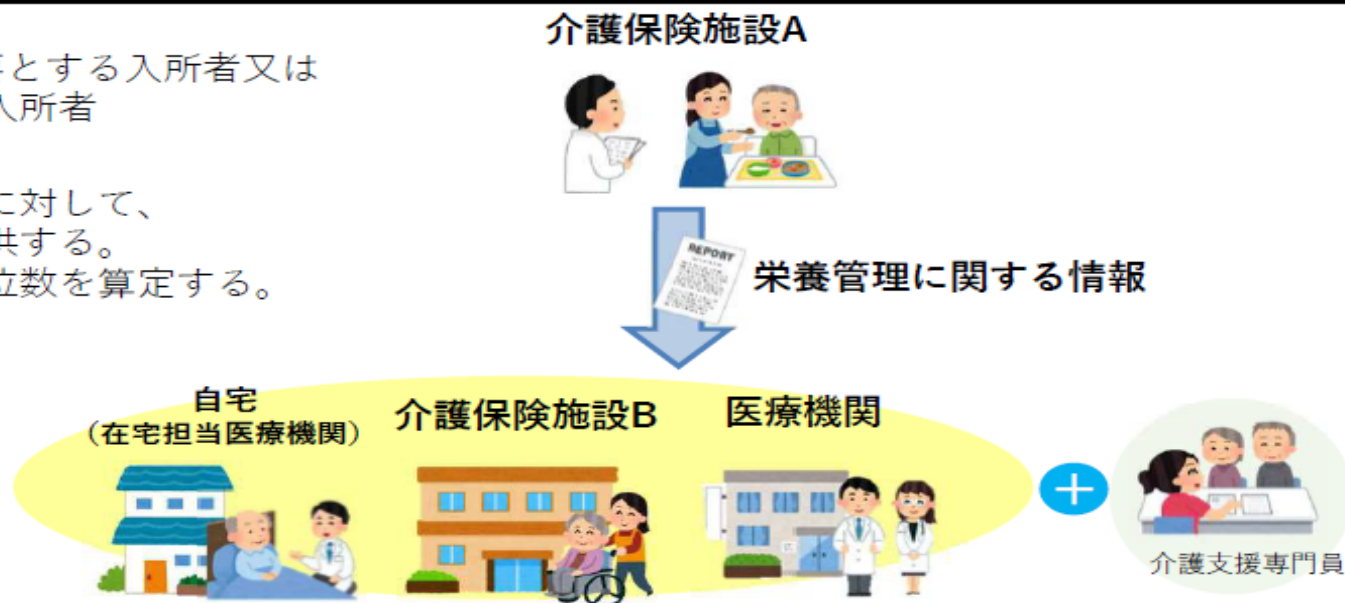 介護保険施設A
とする入所者又は
入所者
に対して、
供する。
位数を算定する。
REPORT
栄養管理に関する情報
自宅
（在宅担当医療機関）
介護保険施設B
医療機関
介護支援専門員